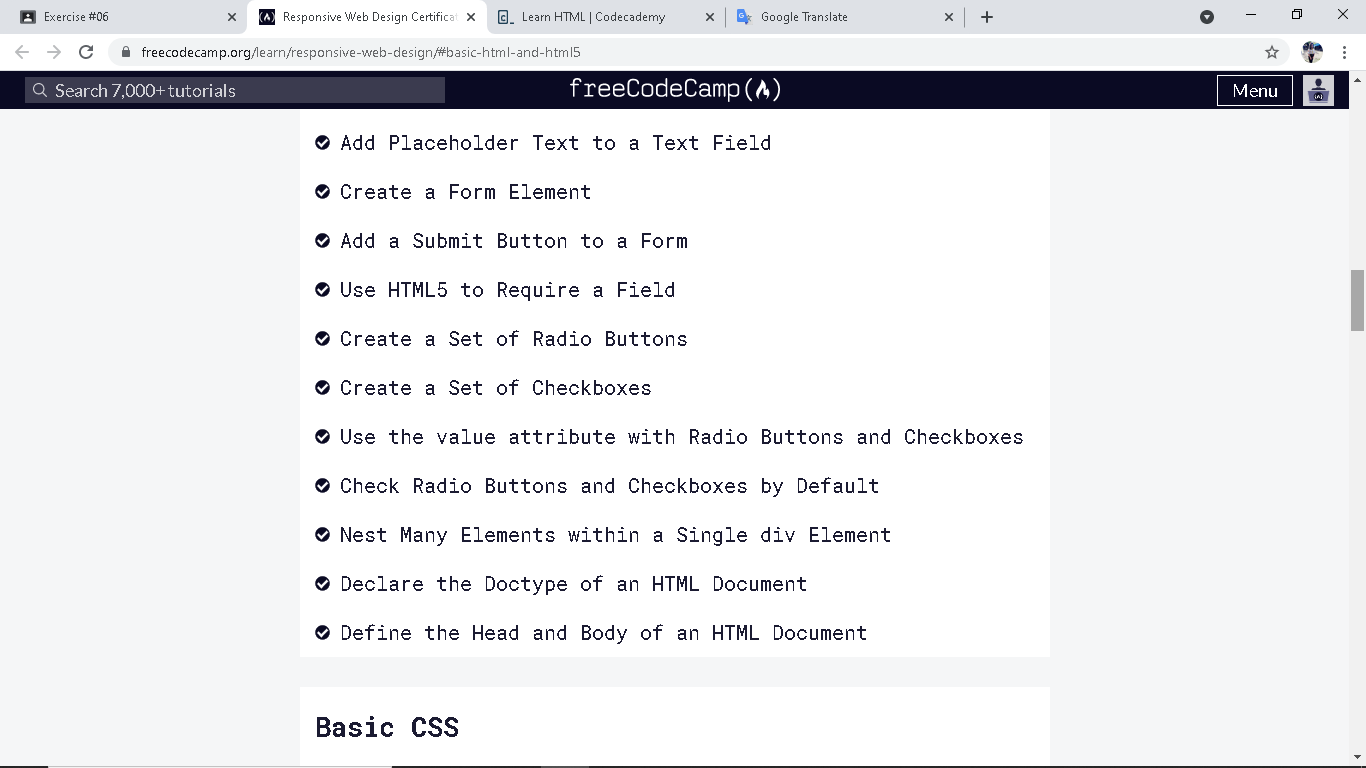 Exercise #06
Responsive Web Design Certificat
Learn HTML | Codecademy
Google Translate
freecodecamp.org/learn/responsive-web-design/#basic-html-and-html5
Search 7,000+ tutorials
freeCodeCamp
Menu
Add Placeholder Text to a Text Field
Create a Form Element
Add a Submit Button to a Form
Use HTML5 to Require a Field
Create a Set of Radio Buttons
Create a Set of Checkboxes
Use the value attribute with Radio Buttons and Checkboxes
Check Radio Buttons and Checkboxes by Default
Nest Many Elements within a Single div Element
Declare the Doctype of an HTML Document
Define the Head and Body of an HTML Document
Basic CSS